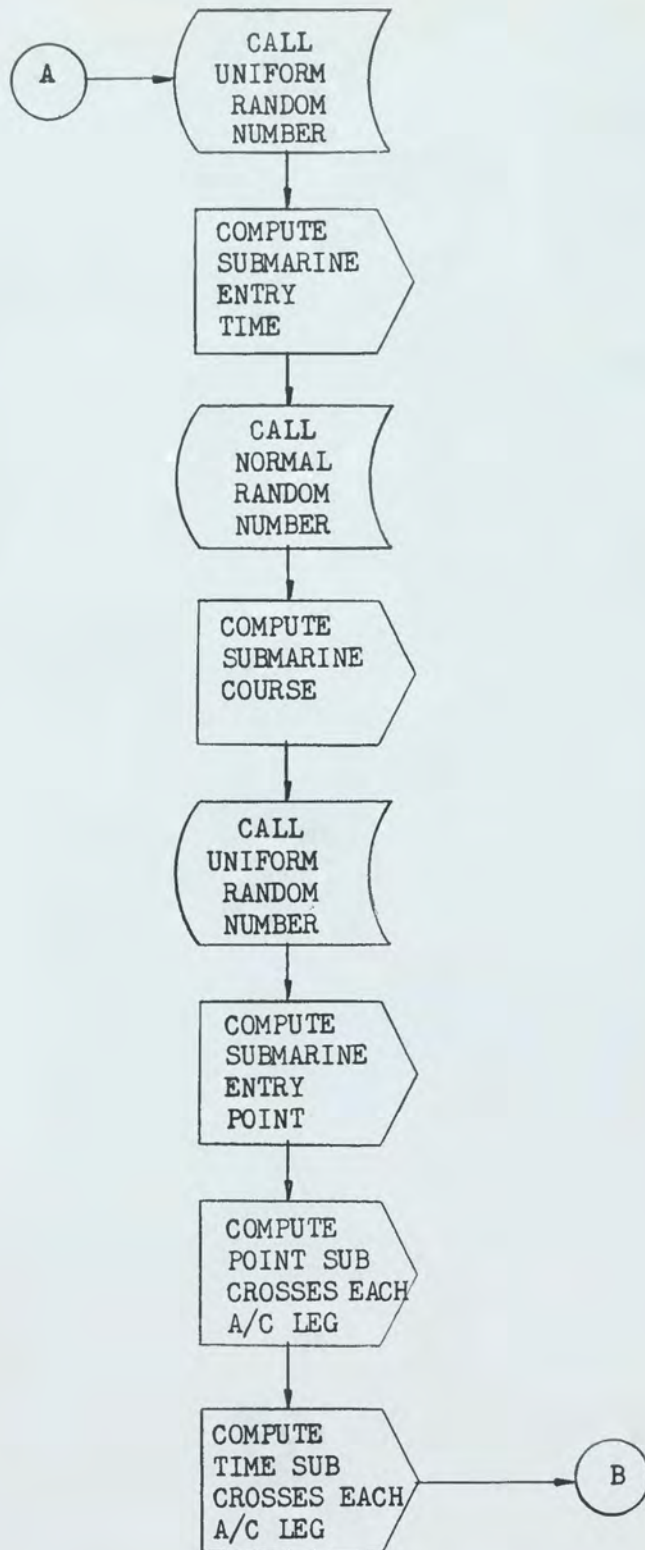 A
CALL
UNIFORM
RANDOM
NUMBER
COMPUTE
SUBMARINE
ENTRY
TIME
CALL
NORMAL
RANDOM
NUMBER
COMPUTE
SUBMARINE
COURSE
CALL
UNIFORM
RANDOM
NUMBER
COMPUTE
SUBMARINE
ENTRY
POINT
COMPUTE
POINT SUB
CROSSES EACH
A/C LEG
COMPUTE
TIME SUB
CROSSES EACH
A/C LEG
B